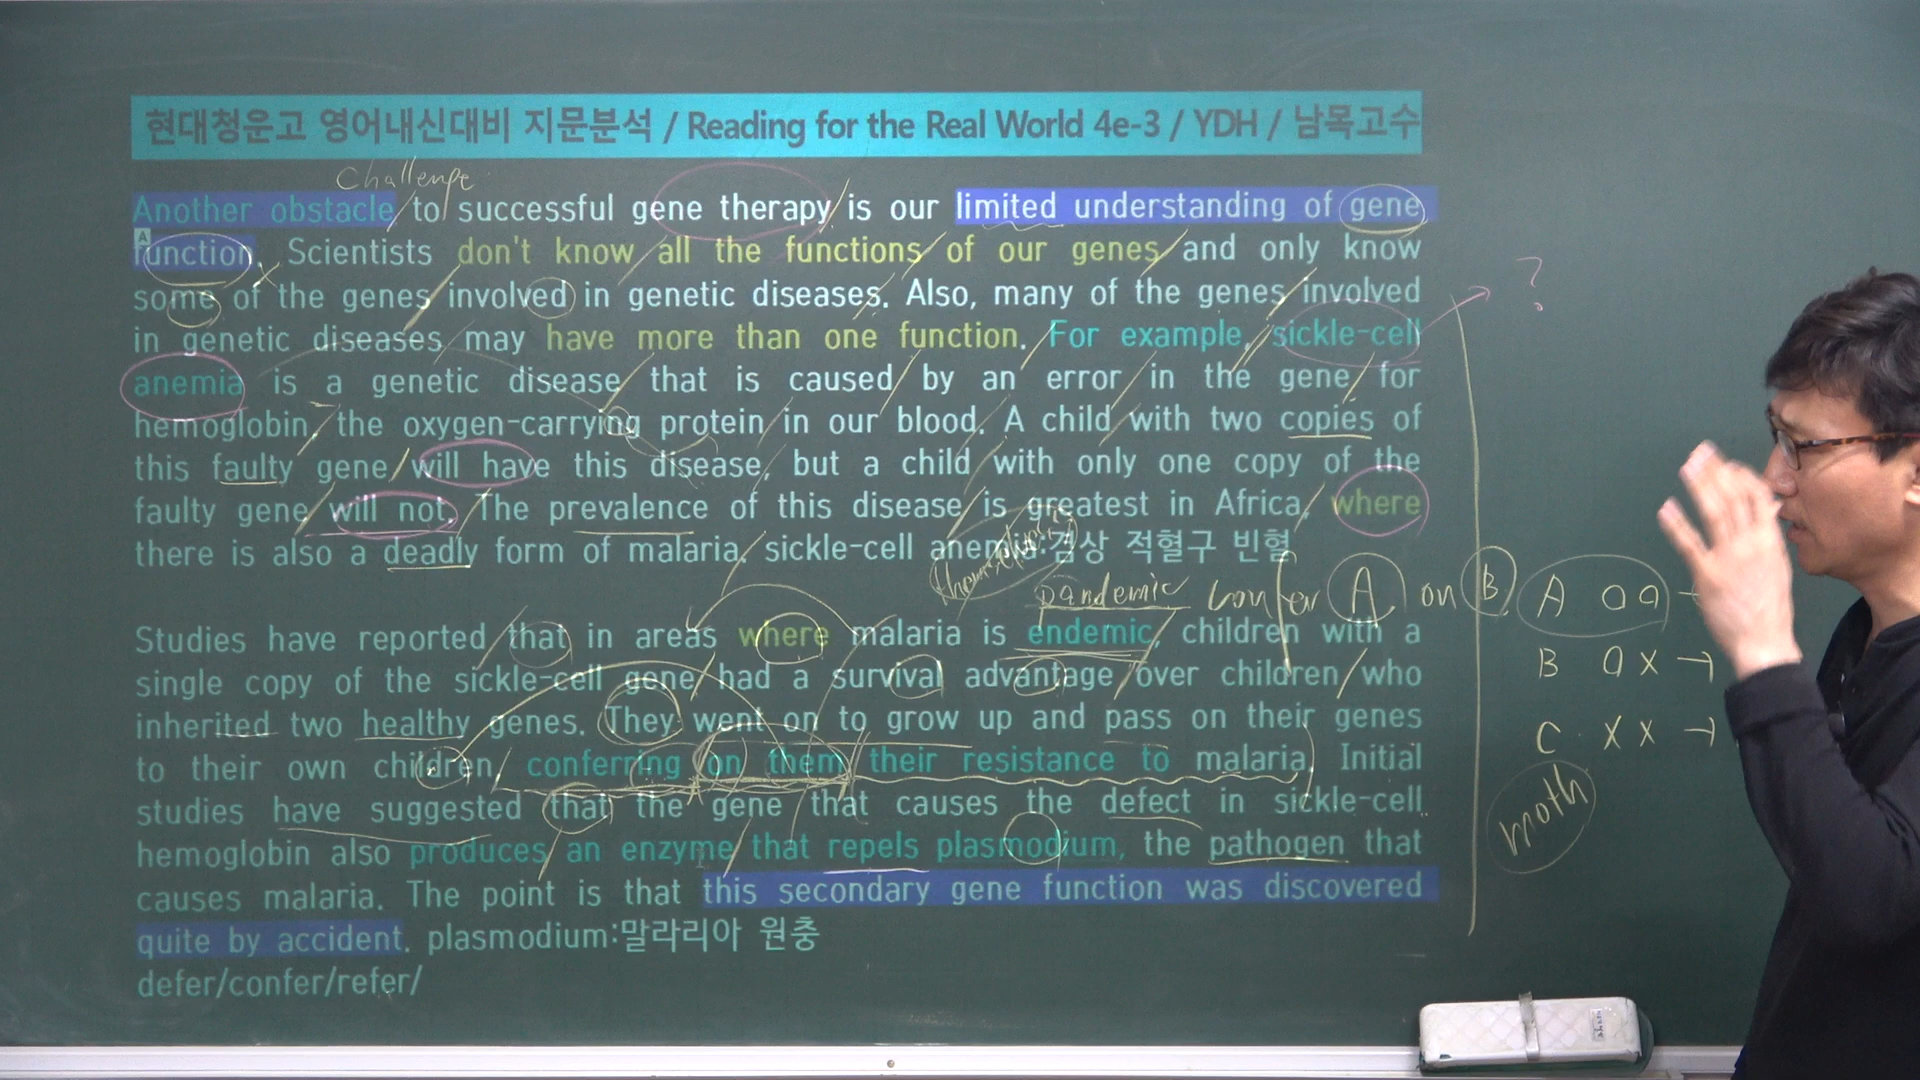 현대청운고 영어내신대비 지문분석 / Reading for the Real World 4e-3 / YDH / 남목고수
Challenge
Another obstacle to successful gene therapy is our limited understanding of gene
A
function. Scientists don't know all the functions of our genes and only know
some of the genes involved in genetic diseases. Also, many of the genes involved
?
in genetic diseases may have more than one function. For example, sickle-cell
anemia is a genetic disease that is caused by an error in the gene for
hemoglobin, the oxygen-carrying protein in our blood. A child with two copies of
this faulty gene will have this disease, but a child with only one copy of the
faulty gene will not. The prevalence of this disease is greatest in Africa, where
there is also a deadly form of malaria. sickle-cell anemia:겸상 적혈구 빈혈
themselves
pandemic confer A on B
A O O →
Studies have reported that in areas where malaria is endemic, children with a
B O X →
single copy of the sickle-cell gene had a survival advantage over children who
inherited two healthy genes. They went on to grow up and pass on their genes
C X X →
to their own children, conferring on them their resistance to malaria. Initial
studies have suggested that the gene that causes the defect in sickle-cell
moth
hemoglobin also produces an enzyme that repels plasmodium, the pathogen that
causes malaria. The point is that this secondary gene function was discovered
quite by accident. plasmodium:말라리아 원충
defer/confer/refer/